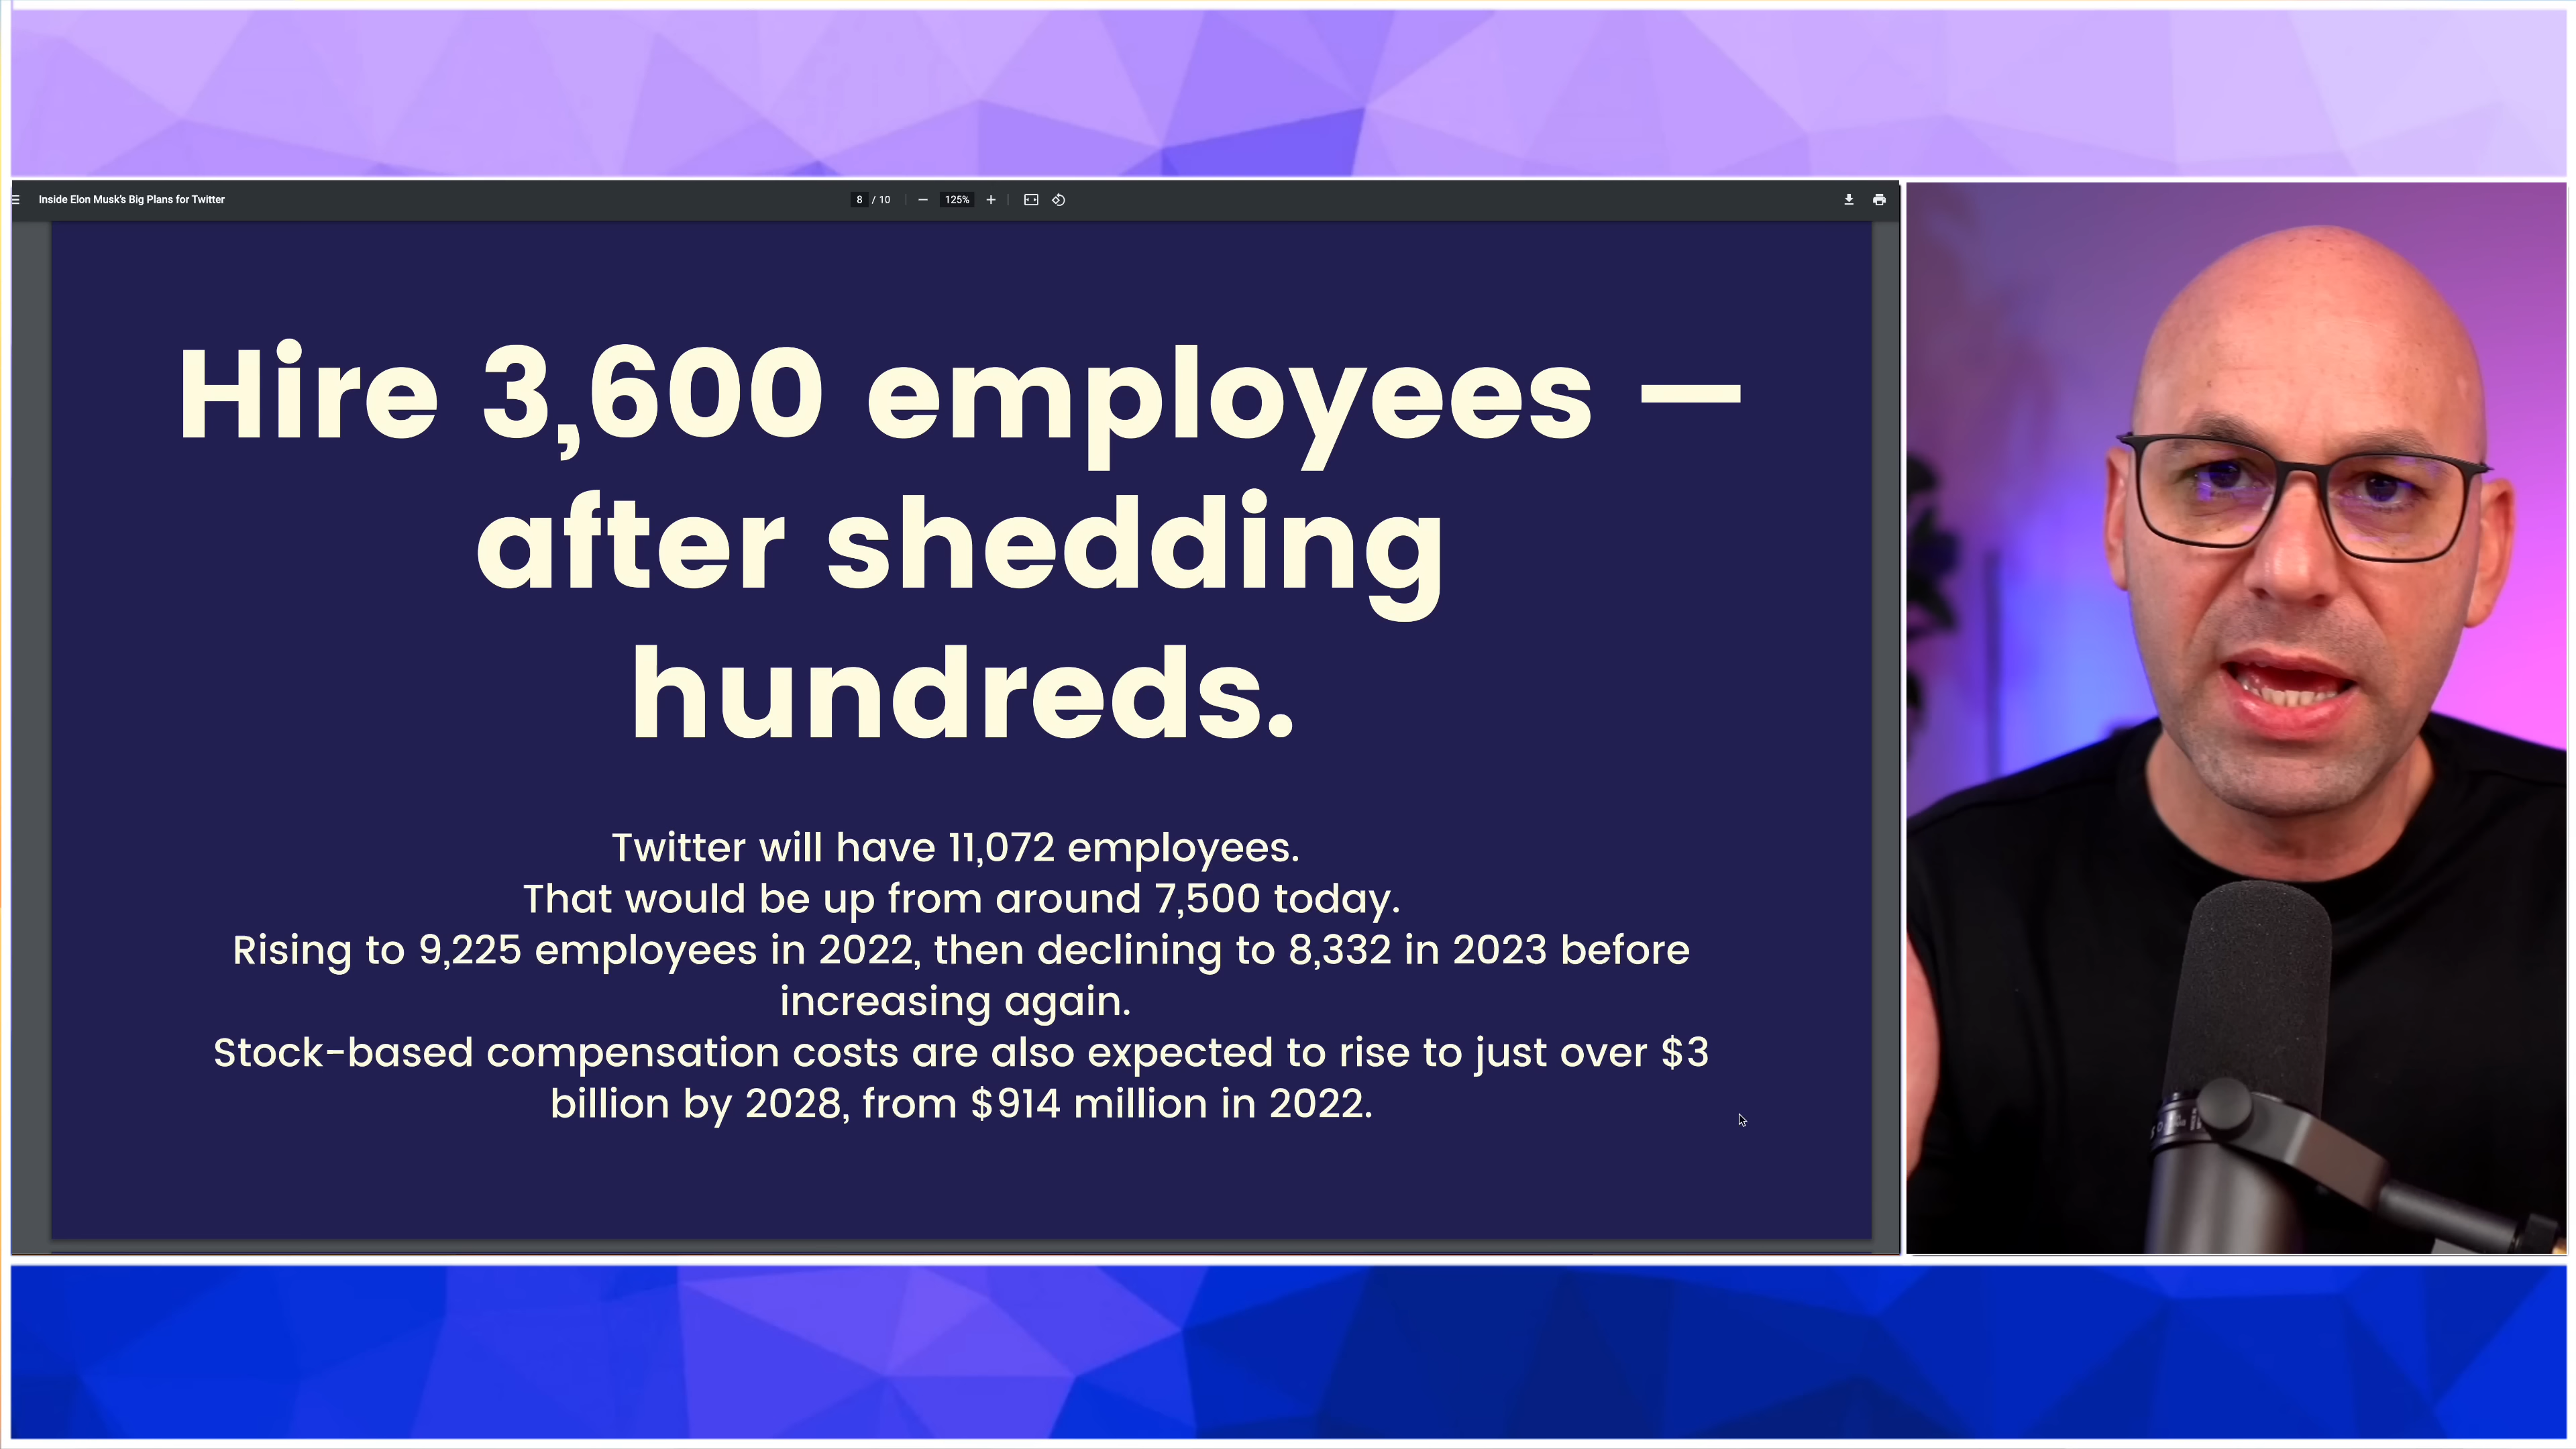 Inside Elon Musk's Big Plans for Twitter
8 / 10
125%
Hire 3,600 employees —
after shedding
hundreds.
Twitter will have 11,072 employees.
That would be up from around 7,500 today.
Rising to 9,225 employees in 2022, then declining to 8,332 in 2023 before
increasing again.
Stock-based compensation costs are also expected to rise to just over $3
billion by 2028, from $914 million in 2022.